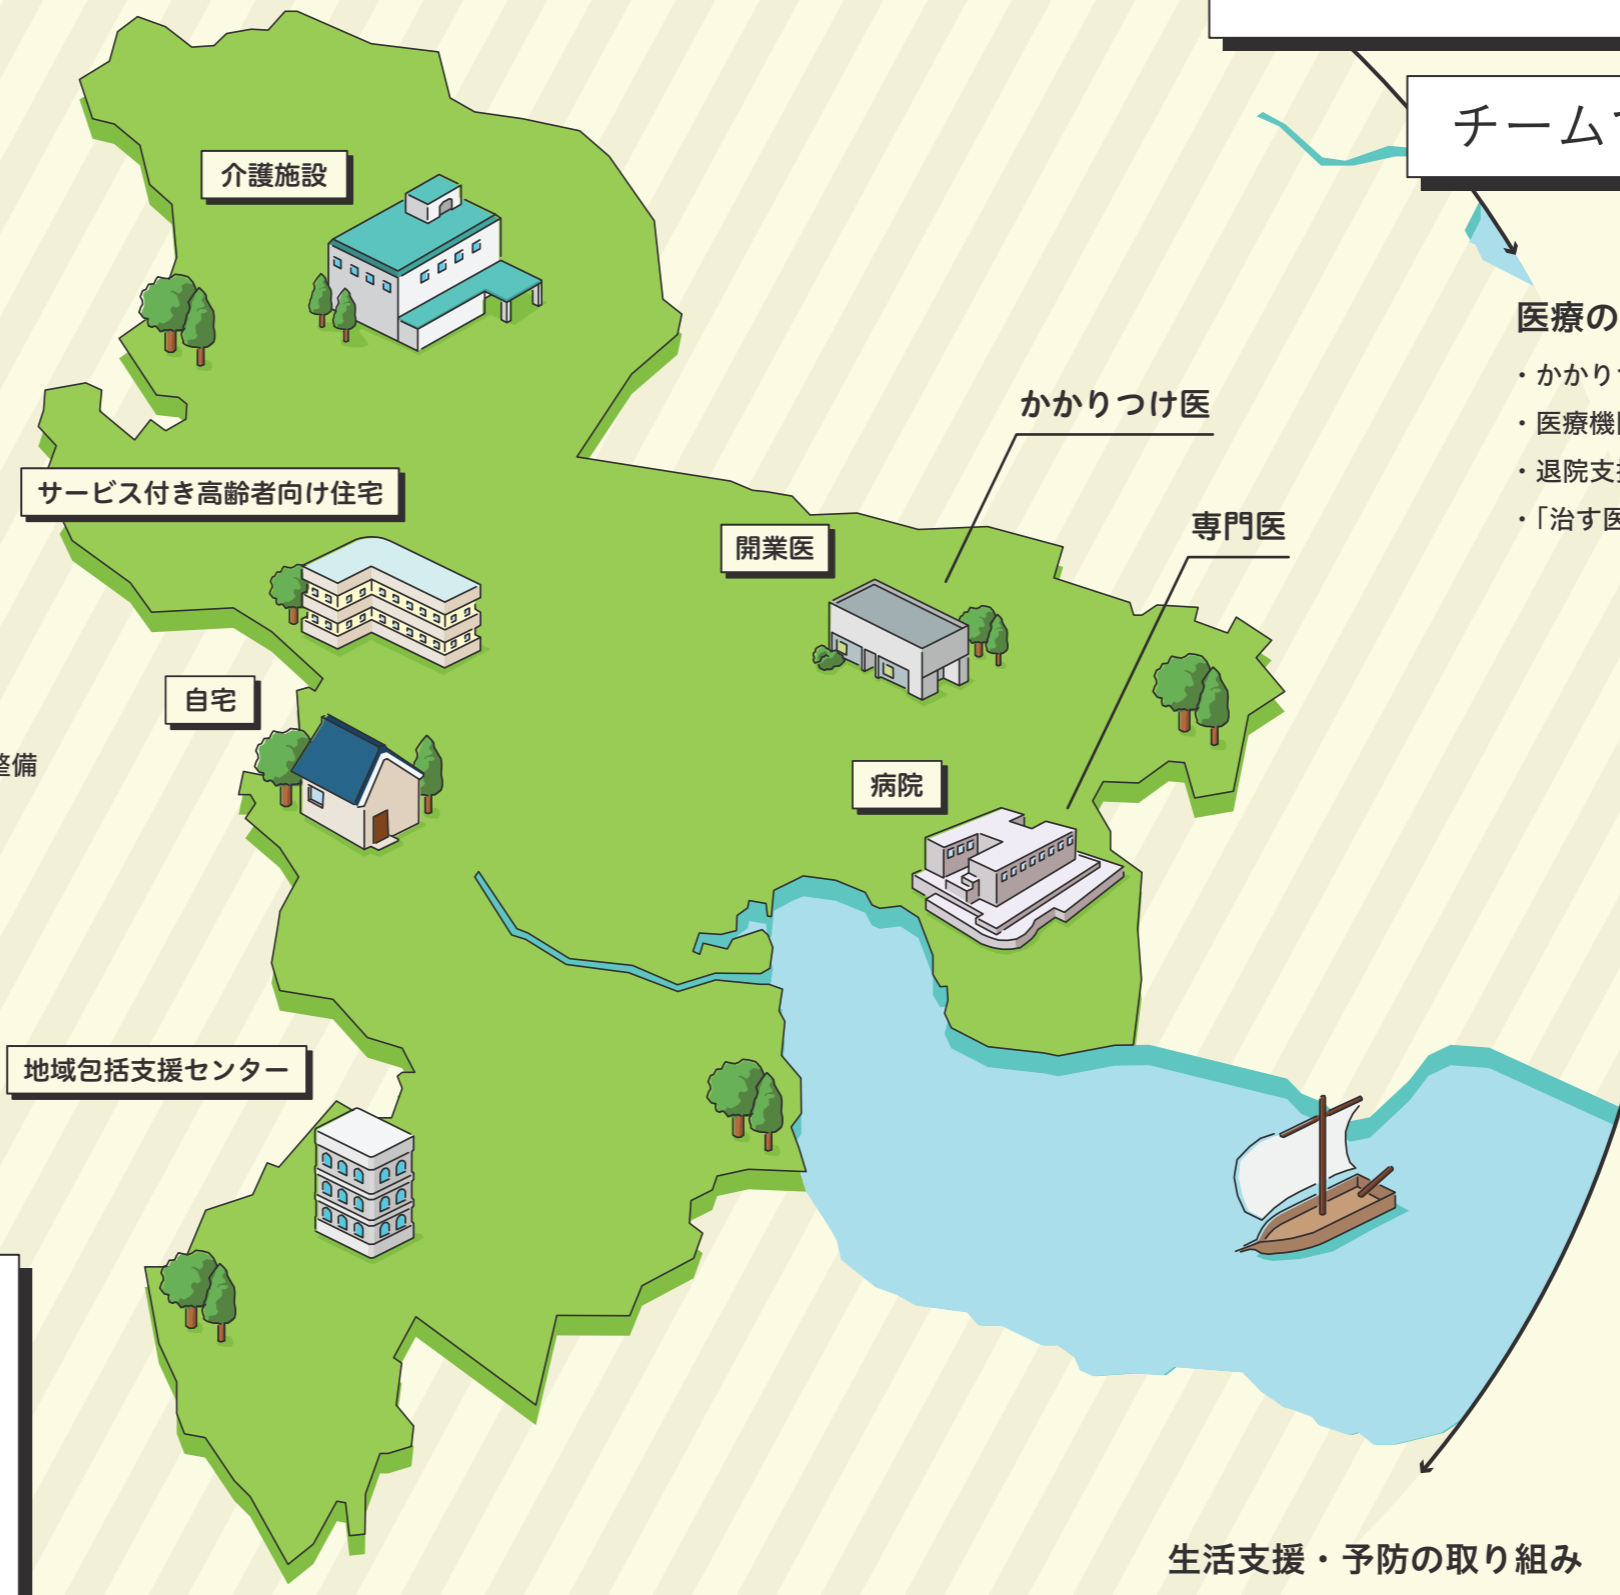 チーム
介護施設
医療の
・かかり
・医療機
・退院支
・「治す医
かかりつけ医
サービス付き高齢者向け住宅
専門医
開業医
自宅
整備
病院
地域包括支援センター
生活支援・予防の取り組み